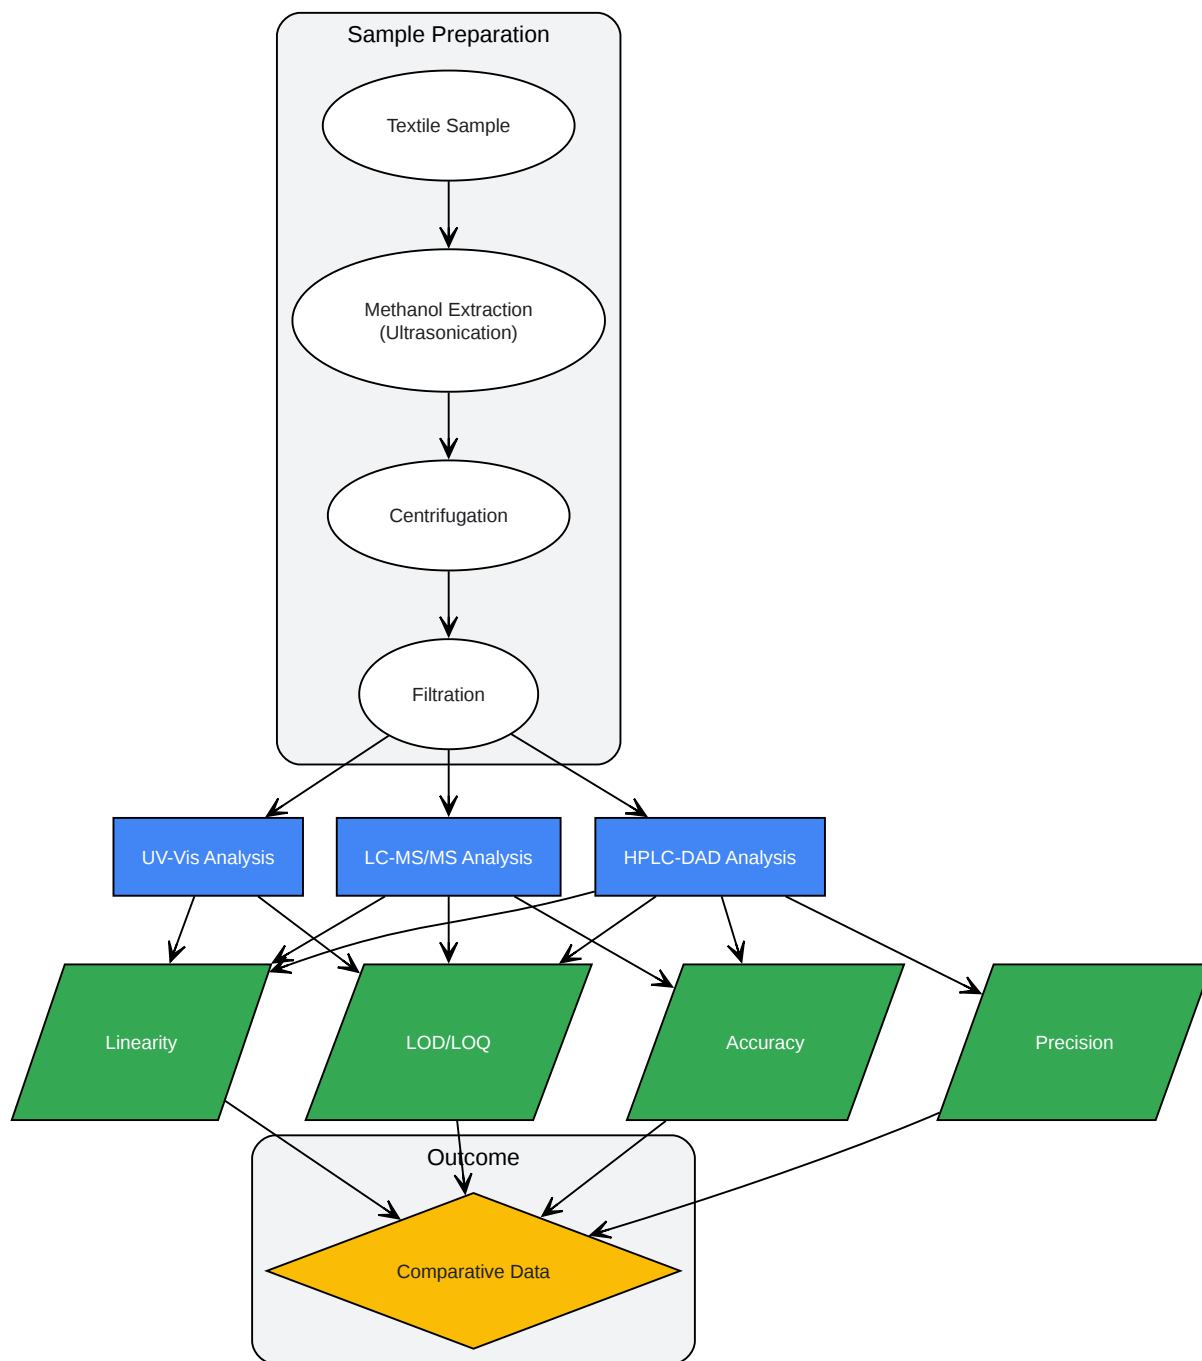 Sample Preparation
Textile Sample
Methanol Extraction
(Ultrasonication)
Centrifugation
Filtration
UV-Vis Analysis
LC-MS/MS Analysis
HPLC-DAD Analysis
Linearity
LOD/LOQ
Accuracy
Precision
Outcome
Comparative Data